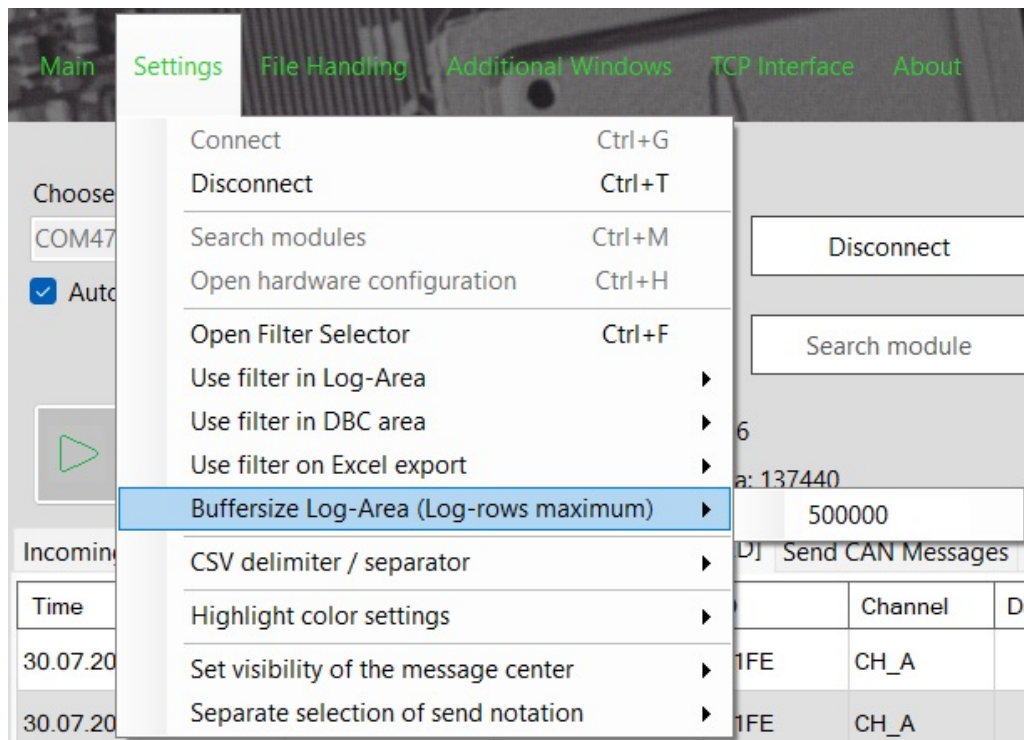 Main Settings File Handling Additional Windows TCP Interface About
Connect Ctrl+G
Choose Disconnect Ctrl+T
COM47 Search modules Ctrl+M Disconnect
Auto Open hardware configuration Ctrl+H
Open Filter Selector Ctrl+F Search module
Use filter in Log-Area
Use filter in DBC area 6
Use filter on Excel export a: 137440
Buffersize Log-Area (Log-rows maximum) 500000
Incoming CSV delimiter / separator D] Send CAN Messages
Time Highlight color settings Channel D
30.07.20 Set visibility of the message center 1FE CH_A
30.07.20 Separate selection of send notation 1FE CH_A